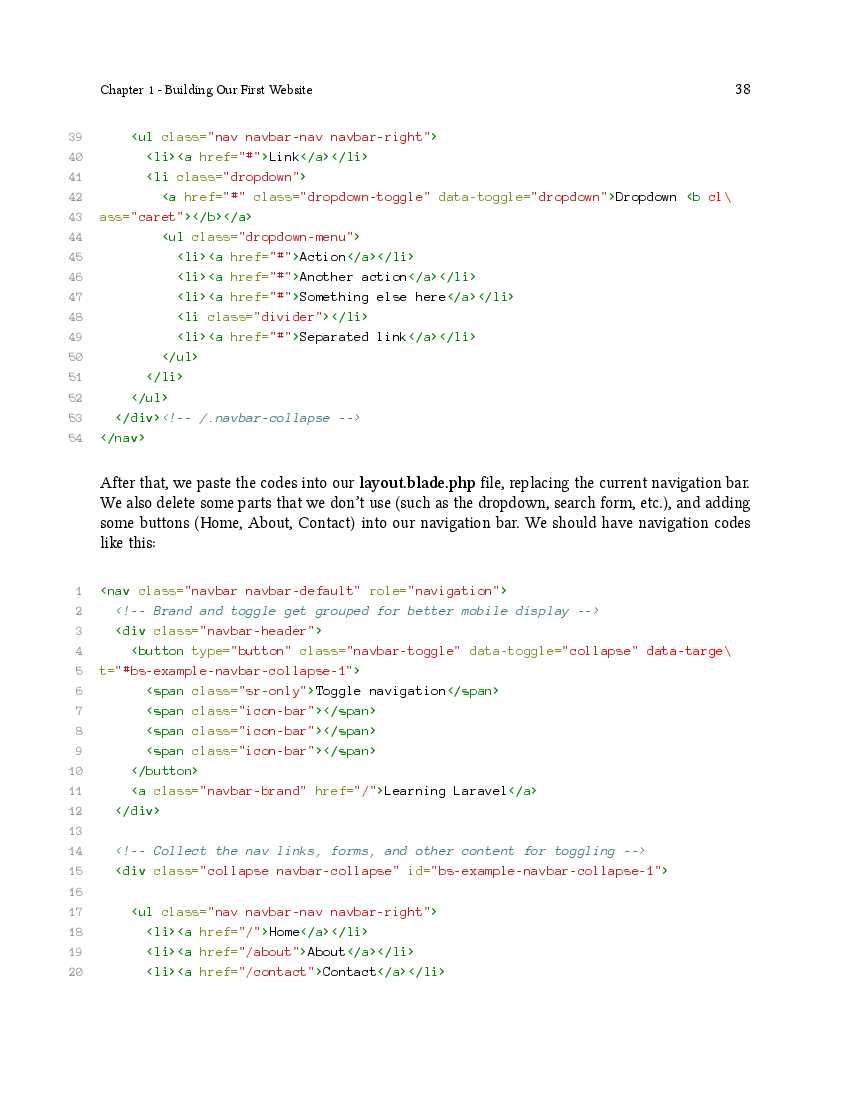 Chapter 1 - Building Our First Website 38
39     <ul class="nav navbar-nav navbar-right">
40       <li><a href="#">Link</a></li>
41       <li class="dropdown">
42         <a href="#" class="dropdown-toggle" data-toggle="dropdown">Dropdown <b cl\
43 ass="caret"></b></a>
44         <ul class="dropdown-menu">
45           <li><a href="#">Action</a></li>
46           <li><a href="#">Another action</a></li>
47           <li><a href="#">Something else here</a></li>
48           <li class="divider"></li>
49           <li><a href="#">Separated link</a></li>
50         </ul>
51       </li>
52     </ul>
53   </div><!-- /.navbar-collapse -->
54 </nav>
After that, we paste the codes into our layout.blade.php file, replacing the current navigation bar.
We also delete some parts that we don't use (such as the dropdown, search form, etc.), and adding
some buttons (Home, About, Contact) into our navigation bar. We should have navigation codes
like this:
1 <nav class="navbar navbar-default" role="navigation">
2   <!-- Brand and toggle get grouped for better mobile display -->
3   <div class="navbar-header">
4     <button type="button" class="navbar-toggle" data-toggle="collapse" data-targe\
5 t="#bs-example-navbar-collapse-1">
6       <span class="sr-only">Toggle navigation</span>
7       <span class="icon-bar"></span>
8       <span class="icon-bar"></span>
9       <span class="icon-bar"></span>
10     </button>
11     <a class="navbar-brand" href="/">Learning Laravel</a>
12   </div>
13
14   <!-- Collect the nav links, forms, and other content for toggling -->
15   <div class="collapse navbar-collapse" id="bs-example-navbar-collapse-1">
16
17     <ul class="nav navbar-nav navbar-right">
18       <li><a href="/">Home</a></li>
19       <li><a href="/about">About</a></li>
20       <li><a href="/contact">Contact</a></li>